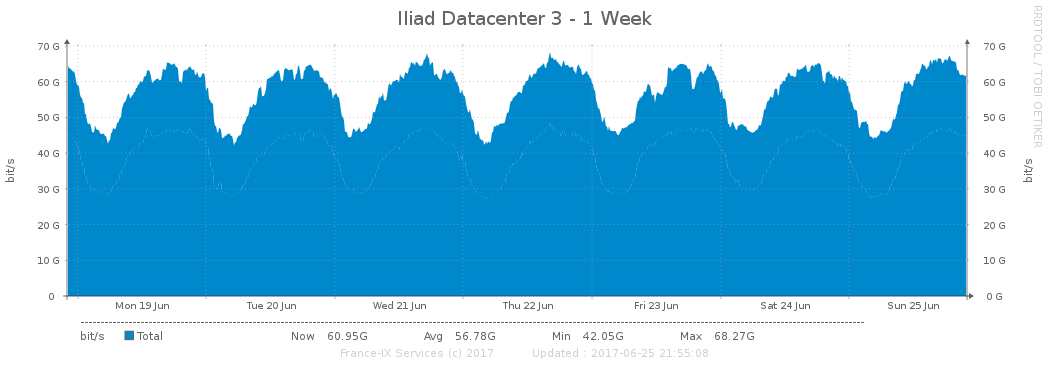 Iliad Datacenter 3 - 1 Week
RRDTOOL / TOBI OETIKER
bit/s
70 G
60 G
50 G
40 G
30 G
20 G
10 G
0
70 G
60 G
50 G
40 G
30 G
20 G
10 G
0 G
bit/s
Mon 19 Jun Tue 20 Jun Wed 21 Jun Thu 22 Jun Fri 23 Jun Sat 24 Jun Sun 25 Jun
bit/s Total Now 60.95G Avg 56.78G Min 42.05G Max 68.27G
France-IX Services (c) 2017 Updated : 2017-06-25 21:55:08